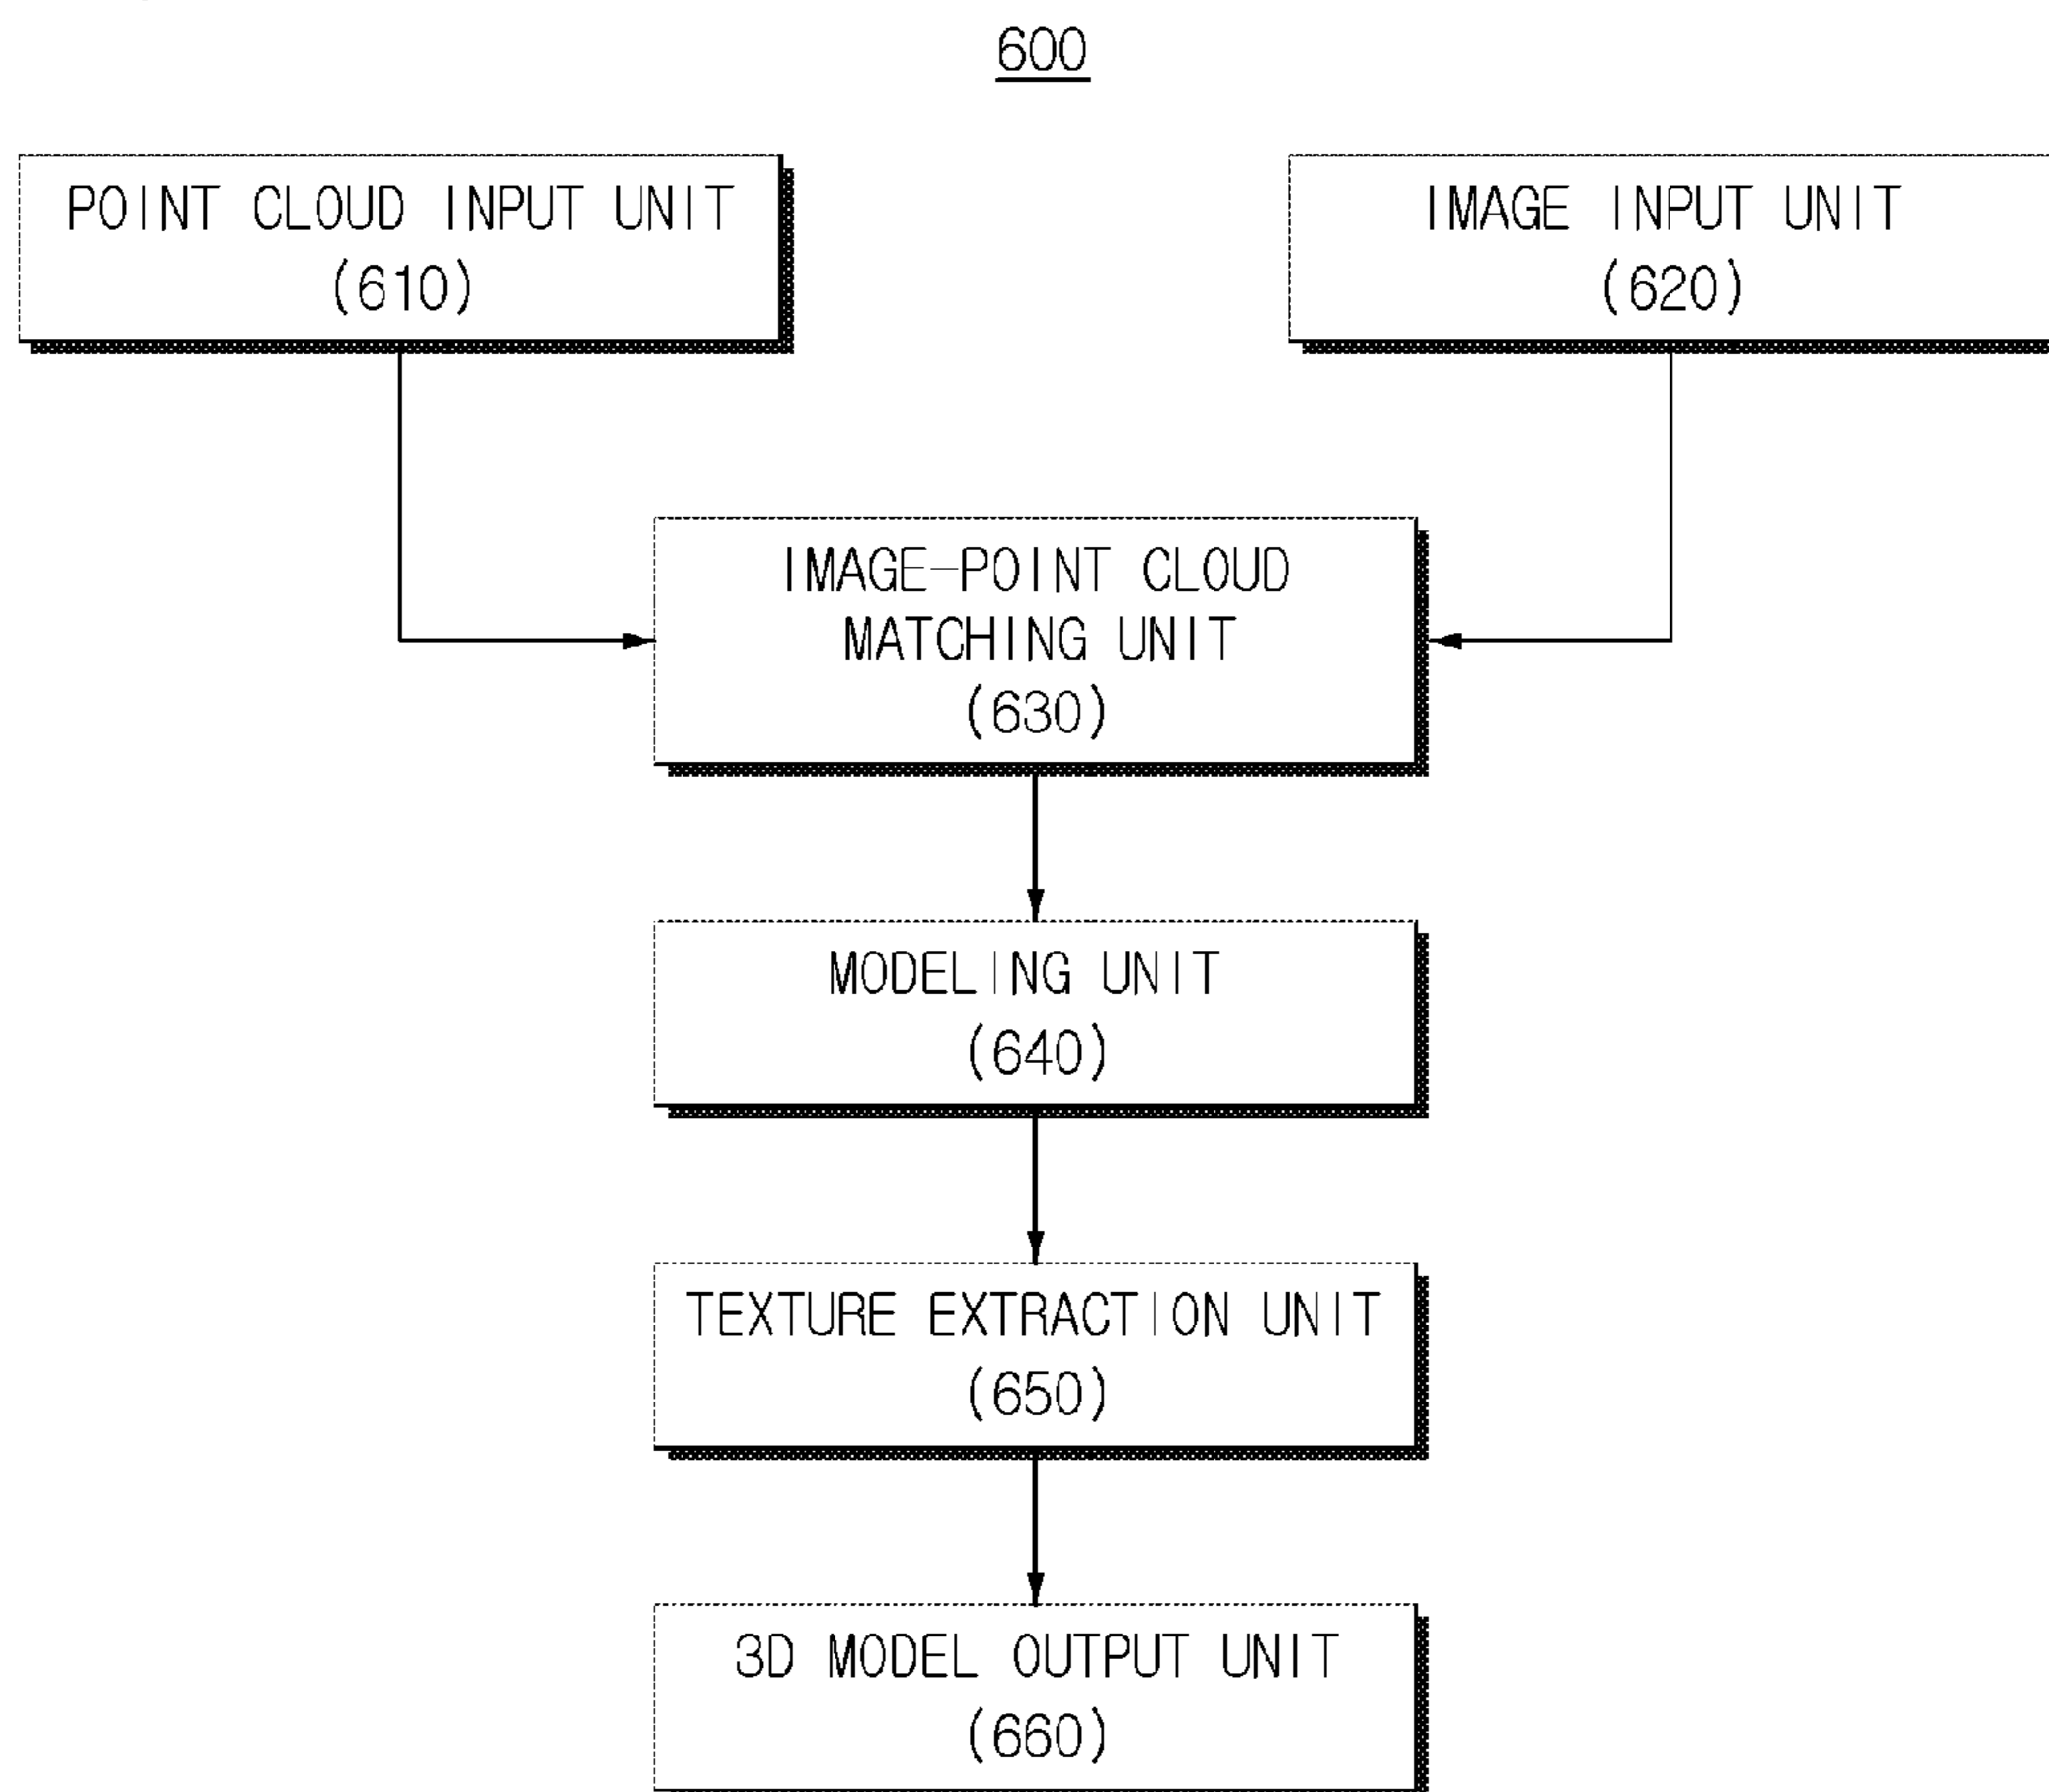 600
POINT CLOUD INPUT UNIT
(610)
IMAGE INPUT UNIT
(620)
IMAGE-POINT CLOUD
MATCHING UNIT
(630)
MODELING UNIT
(640)
TEXTURE EXTRACTION UNIT
(650)
3D MODEL OUTPUT UNIT
(660)